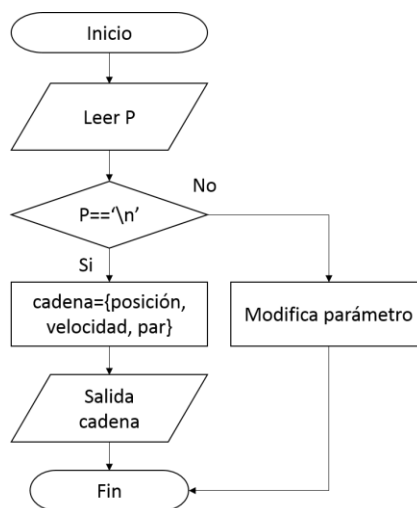 Inicio
Leer P
No
P==‘\n’
Si
cadena={posición,
velocidad, par}
Modifica parámetro
Salida
cadena
Fin